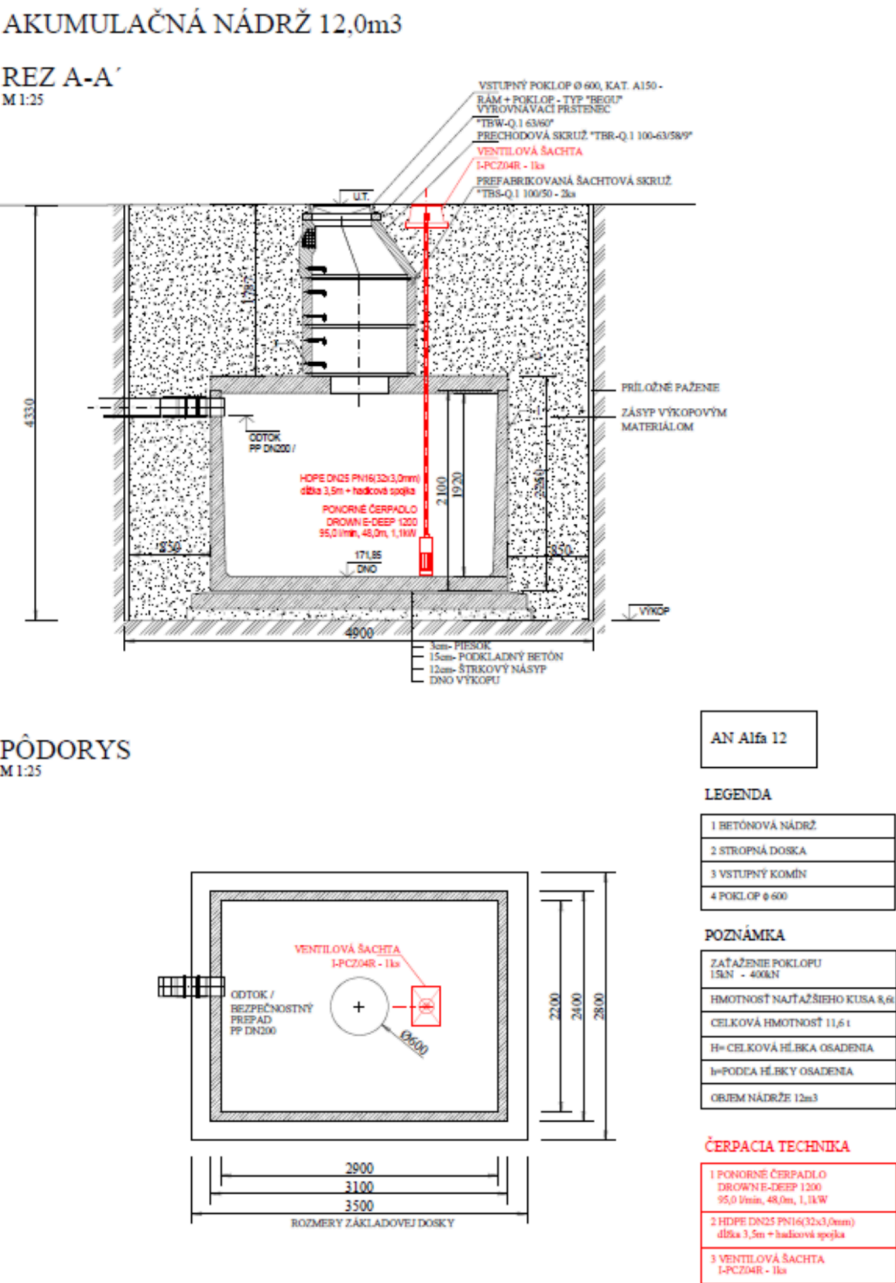 AKUMULAČNÁ NÁDRŽ 12,0m3
REZ A-A´
M 1:25
VSTUPNÝ POKLOP Ø 600, KAT. A150 -
RÁM + POKLOP - TYP "BEGU"
VYROVNÁVACÍ PRSTENEC
"TBW-Q.1 63/60"
PRECHODOVÁ SKRUŽ "TBR-Q.1 100-63/58/9"
VENTILOVÁ ŠACHTA
I-PCZ04R - 1ks
PREFABRIKOVANÁ ŠACHTOVÁ SKRUŽ
"TBS-Q.1 100/50 - 2ks
U.T.
4330
PRÍLOŽNÉ PAŽENIE
ZÁSYP VÝKOPOVÝM
MATERIÁLOM
ODTOK
PP DN200 /
HDPE DN25 PN16(32x3,0mm)
dĺžka 3,5m + hadicová spojka
PONORNÉ ČERPADLO
DROWN E-DEEP 1200
95,0 l/min, 48,0m, 1,1kW
2100
1920
850
850
171,85
DNO
VÝKOP
4900
3cm- PIESOK
15cm- PODKLADNÝ BETÓN
12cm- ŠTRKOVÝ NÁSYP
DNO VÝKOPU
PÔDORYS
M 1:25
VENTILOVÁ ŠACHTA
I-PCZ04R - 1ks
ODTOK /
BEZPEČNOSTNÝ
PREPAD
PP DN200
Ø600
2200
2400
2800
2900
3100
3500
ROZMERY ZÁKLADOVEJ DOSKY
AN Alfa 12
LEGENDA
1 BETÓNOVÁ NÁDRŽ
2 STROPNÁ DOSKA
3 VSTUPNÝ KOMÍN
4 POKLOP ϕ 600
POZNÁMKA
ZAŤAŽENIE POKLOPU
15kN - 400kN
HMOTNOSŤ NAJŤAŽŠIEHO KUSA 8,6t
CELKOVÁ HMOTNOSŤ 11,6 t
H= CELKOVÁ HĹBKA OSADENIA
h=PODĽA HĹBKY OSADENIA
OBJEM NÁDRŽE 12m3
ČERPACIA TECHNIKA
1 PONORNÉ ČERPADLO
DROWN E-DEEP 1200
95,0 l/min, 48,0m, 1,1kW
2 HDPE DN25 PN16(32x3,0mm)
dĺžka 3,5m + hadicová spojka
3 VENTILOVÁ ŠACHTA
I-PCZ04R - 1ks